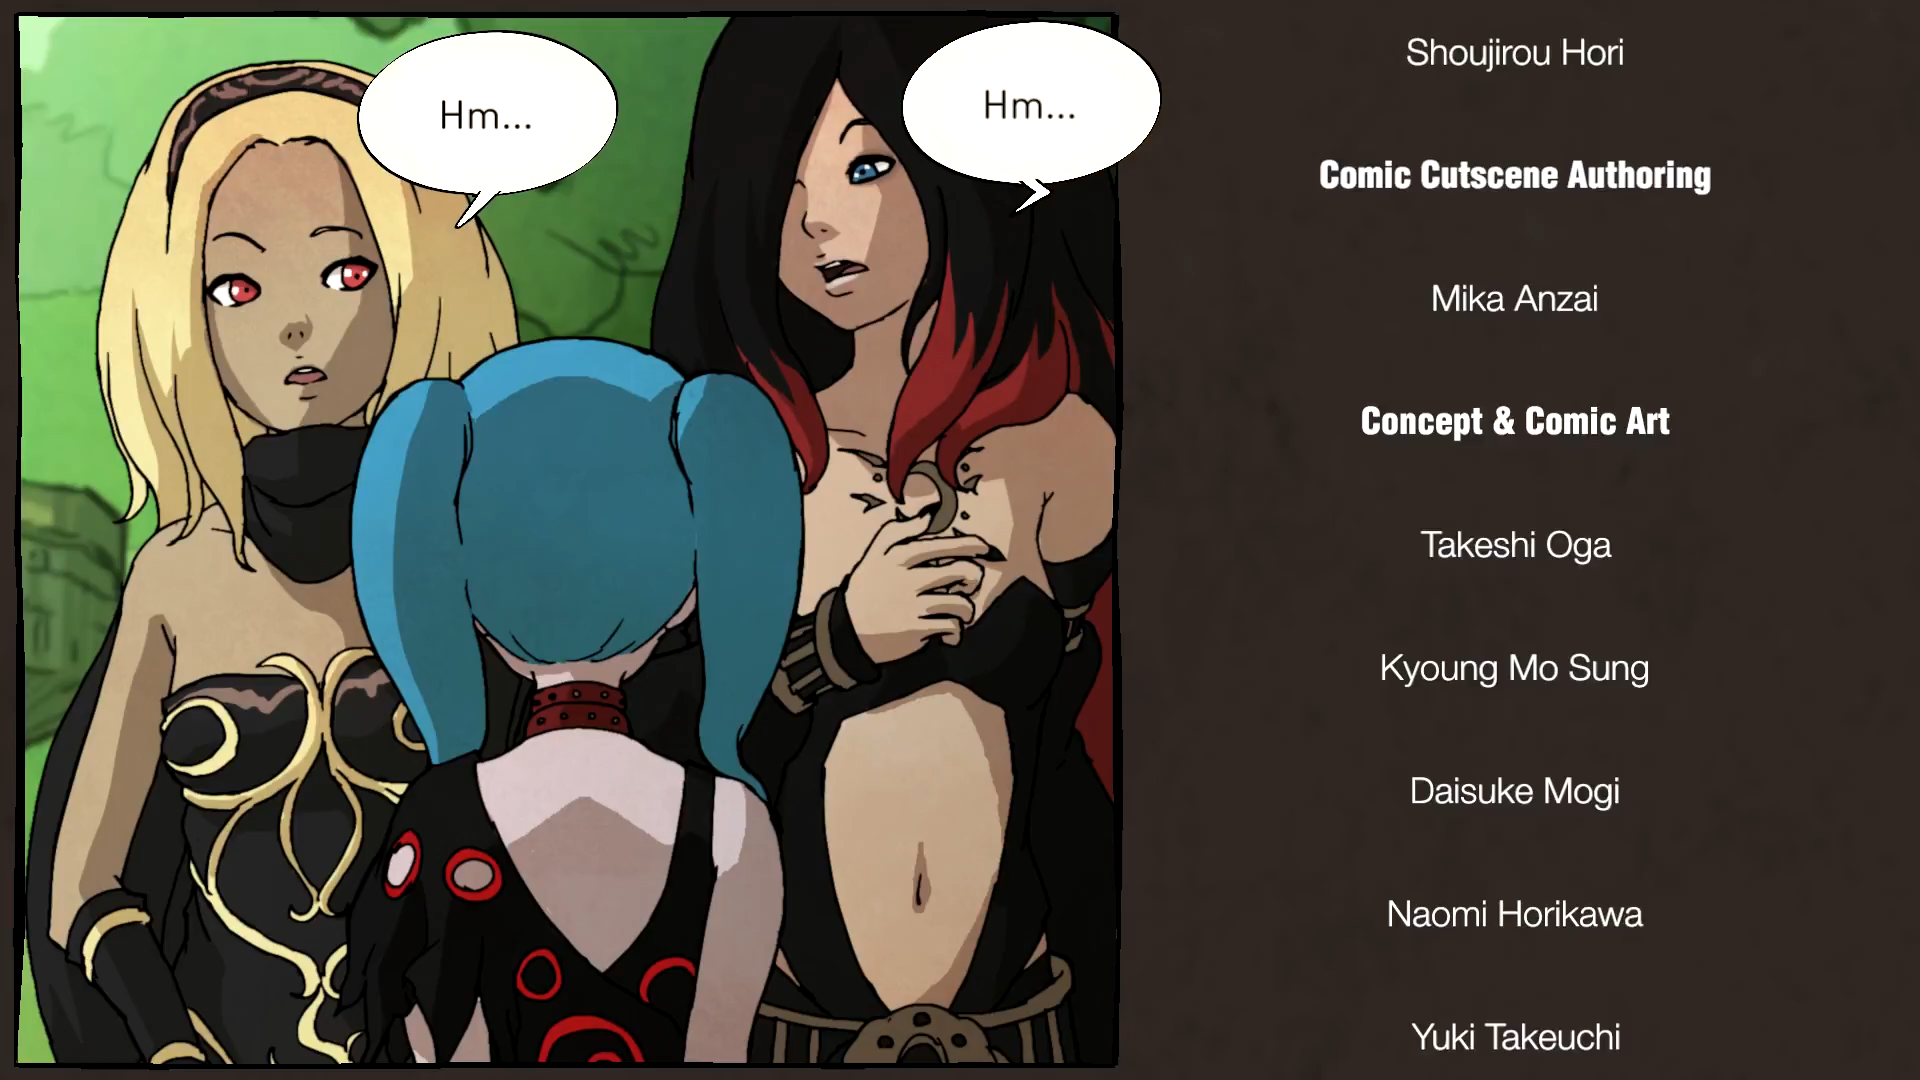 Hm...
Hm...
Shoujirou Hori
Comic Cutscene Authoring
Mika Anzai
Concept & Comic Art
Takeshi Oga
Kyoung Mo Sung
Daisuke Mogi
Naomi Horikawa
Yuki Takeuchi